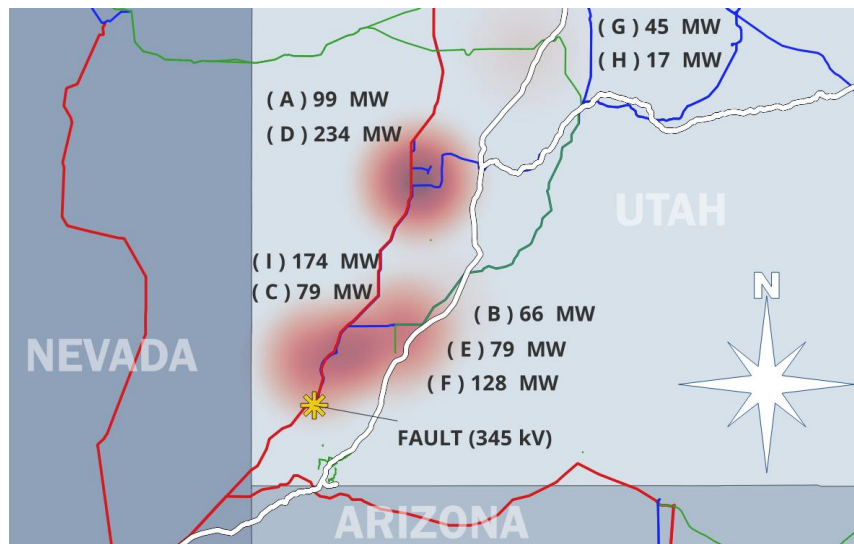 ( G ) 45 MW
( H ) 17 MW
( A ) 99 MW
( D ) 234 MW
UTAH
( I ) 174 MW
( C ) 79 MW
N
( B ) 66 MW
NEVADA
( E ) 79 MW
( F ) 128 MW
FAULT (345 kV)
ARIZONA